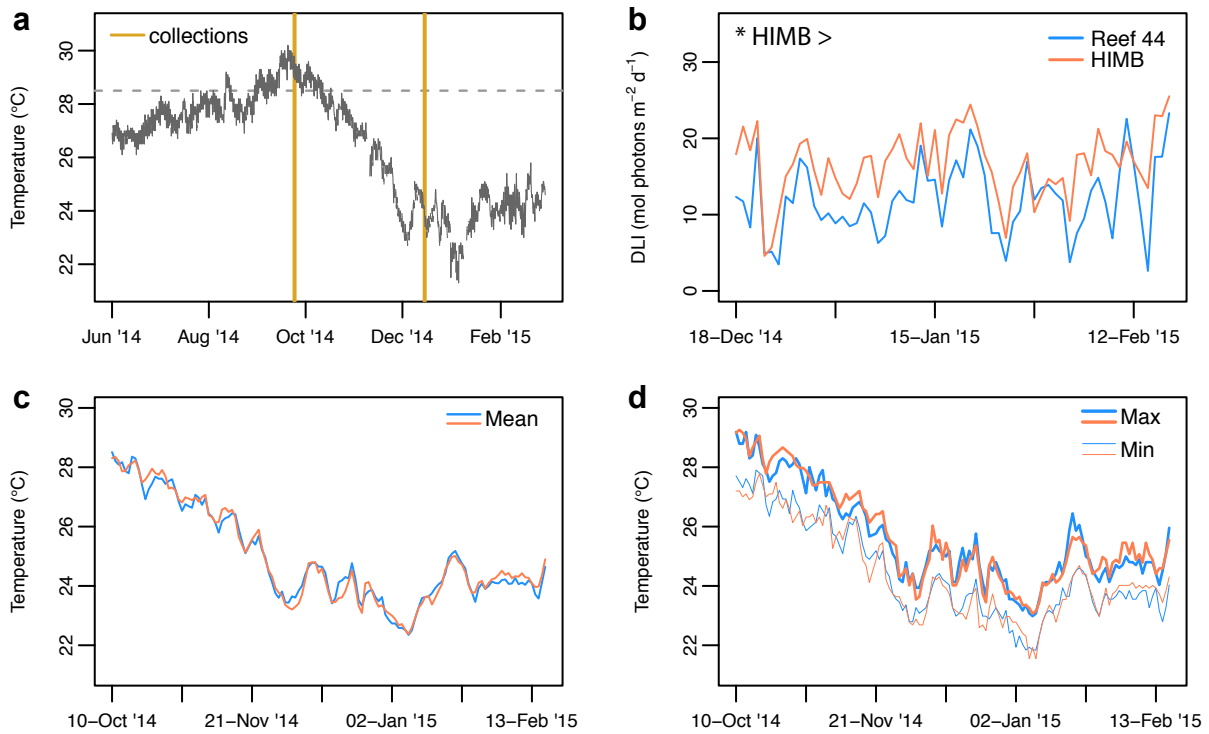 a
collections
Temperature (°C)
30
28
26
24
22
Jun '14
Aug '14
Oct '14
Dec '14
Feb '15
b
* HIMB >
Reef 44
HIMB
DLI (mol photons m⁻² d⁻¹)
30
20
10
0
18–Dec '14
15–Jan '15
12–Feb '15
c
Mean
Temperature (°C)
30
28
26
24
22
10–Oct '14
21–Nov '14
02–Jan '15
13–Feb '15
d
Max
Min
Temperature (°C)
30
28
26
24
22
10–Oct '14
21–Nov '14
02–Jan '15
13–Feb '15